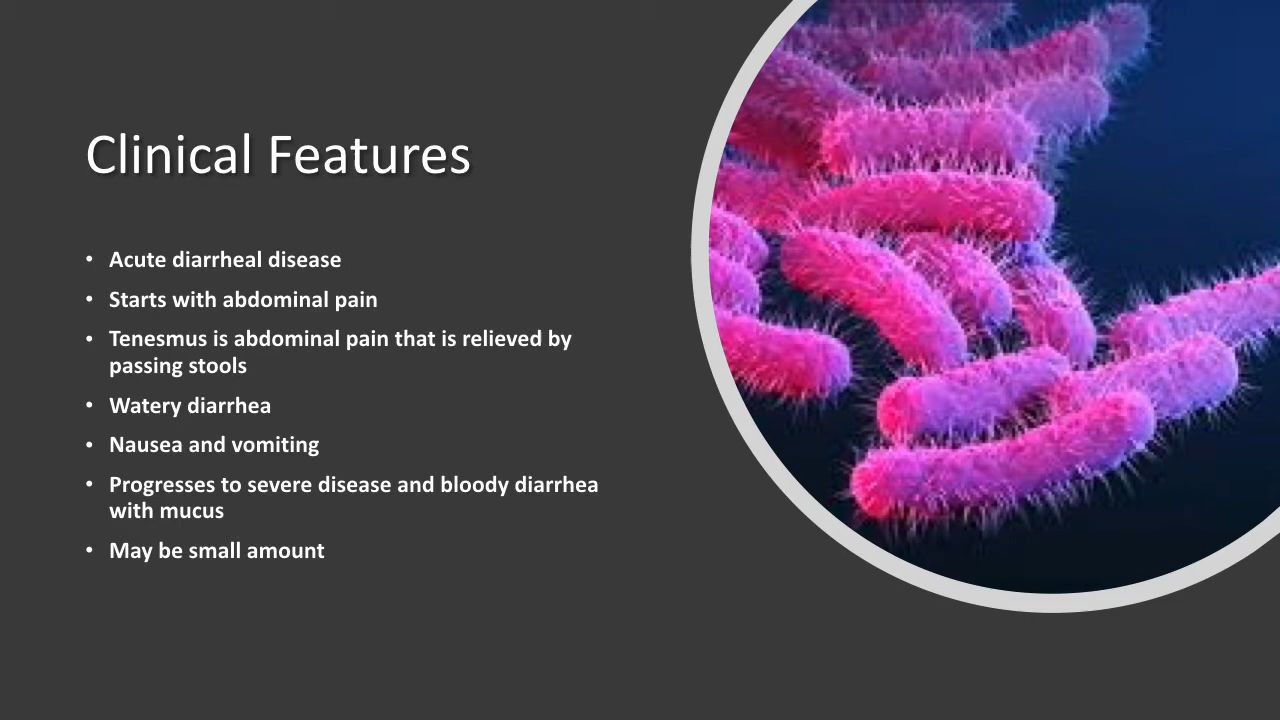 Clinical Features
• Acute diarrheal disease
• Starts with abdominal pain
• Tenesmus is abdominal pain that is relieved by
passing stools
• Watery diarrhea
• Nausea and vomiting
• Progresses to severe disease and bloody diarrhea
with mucus
• May be small amount